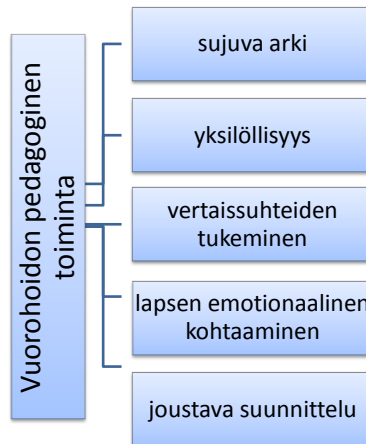 Vuorohoidon pedagoginen
toiminta
sujuva arki
yksilöllisyys
vertaissuhteiden
tukeminen
lapsen emotionaalinen
kohtaaminen
joustava suunnittelu